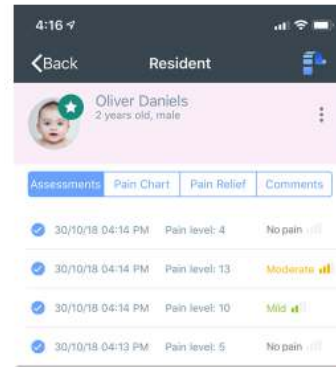 4:16
Back Resident
Oliver Daniels
2 years old, male
Assessments Pain Chart Pain Relief Comments
30/10/18 04:14 PM Pain level: 4 No pain
30/10/18 04:14 PM Pain level: 13 Moderate
30/10/18 04:14 PM Pain level: 10 Mild
30/10/18 04:13 PM Pain level: 5 No pain